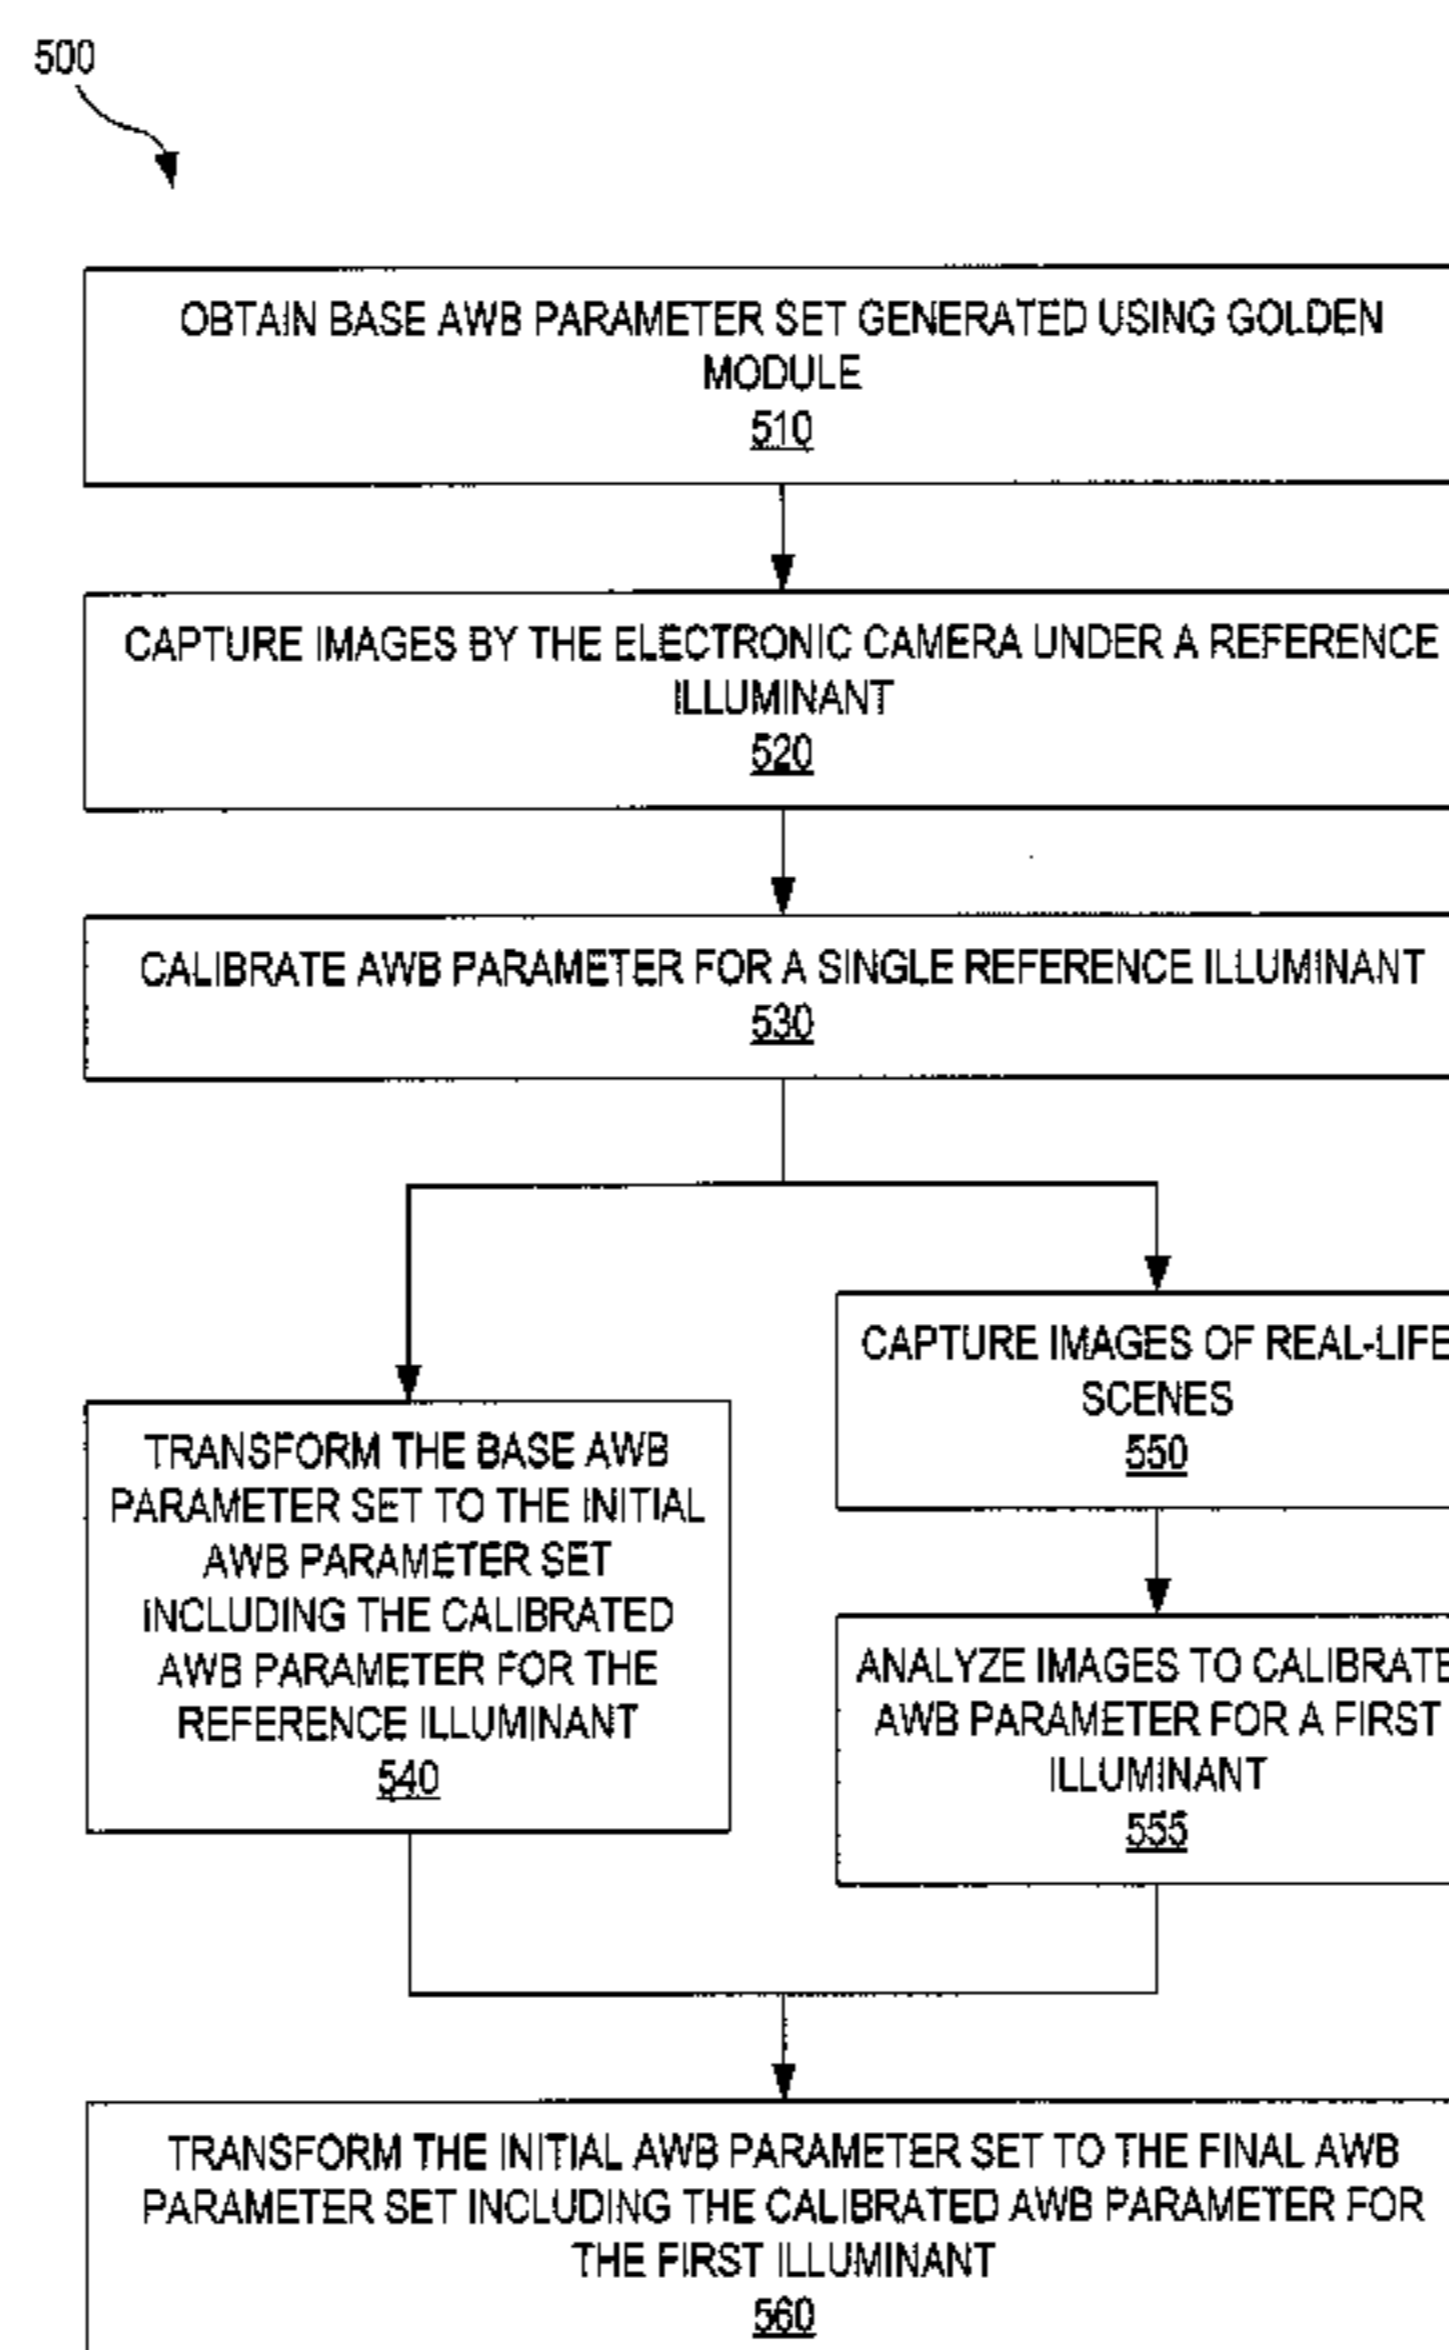 500
OBTAIN BASE AWB PARAMETER SET GENERATED USING GOLDEN
MODULE
510
CAPTURE IMAGES BY THE ELECTRONIC CAMERA UNDER A REFERENCE
ILLUMINANT
520
CALIBRATE AWB PARAMETER FOR A SINGLE REFERENCE ILLUMINANT
530
TRANSFORM THE BASE AWB
PARAMETER SET TO THE INITIAL
AWB PARAMETER SET
INCLUDING THE CALIBRATED
AWB PARAMETER FOR THE
REFERENCE ILLUMINANT
540
CAPTURE IMAGES OF REAL-LIFE
SCENES
550
ANALYZE IMAGES TO CALIBRATE
AWB PARAMETER FOR A FIRST
ILLUMINANT
555
TRANSFORM THE INITIAL AWB PARAMETER SET TO THE FINAL AWB
PARAMETER SET INCLUDING THE CALIBRATED AWB PARAMETER FOR
THE FIRST ILLUMINANT
560